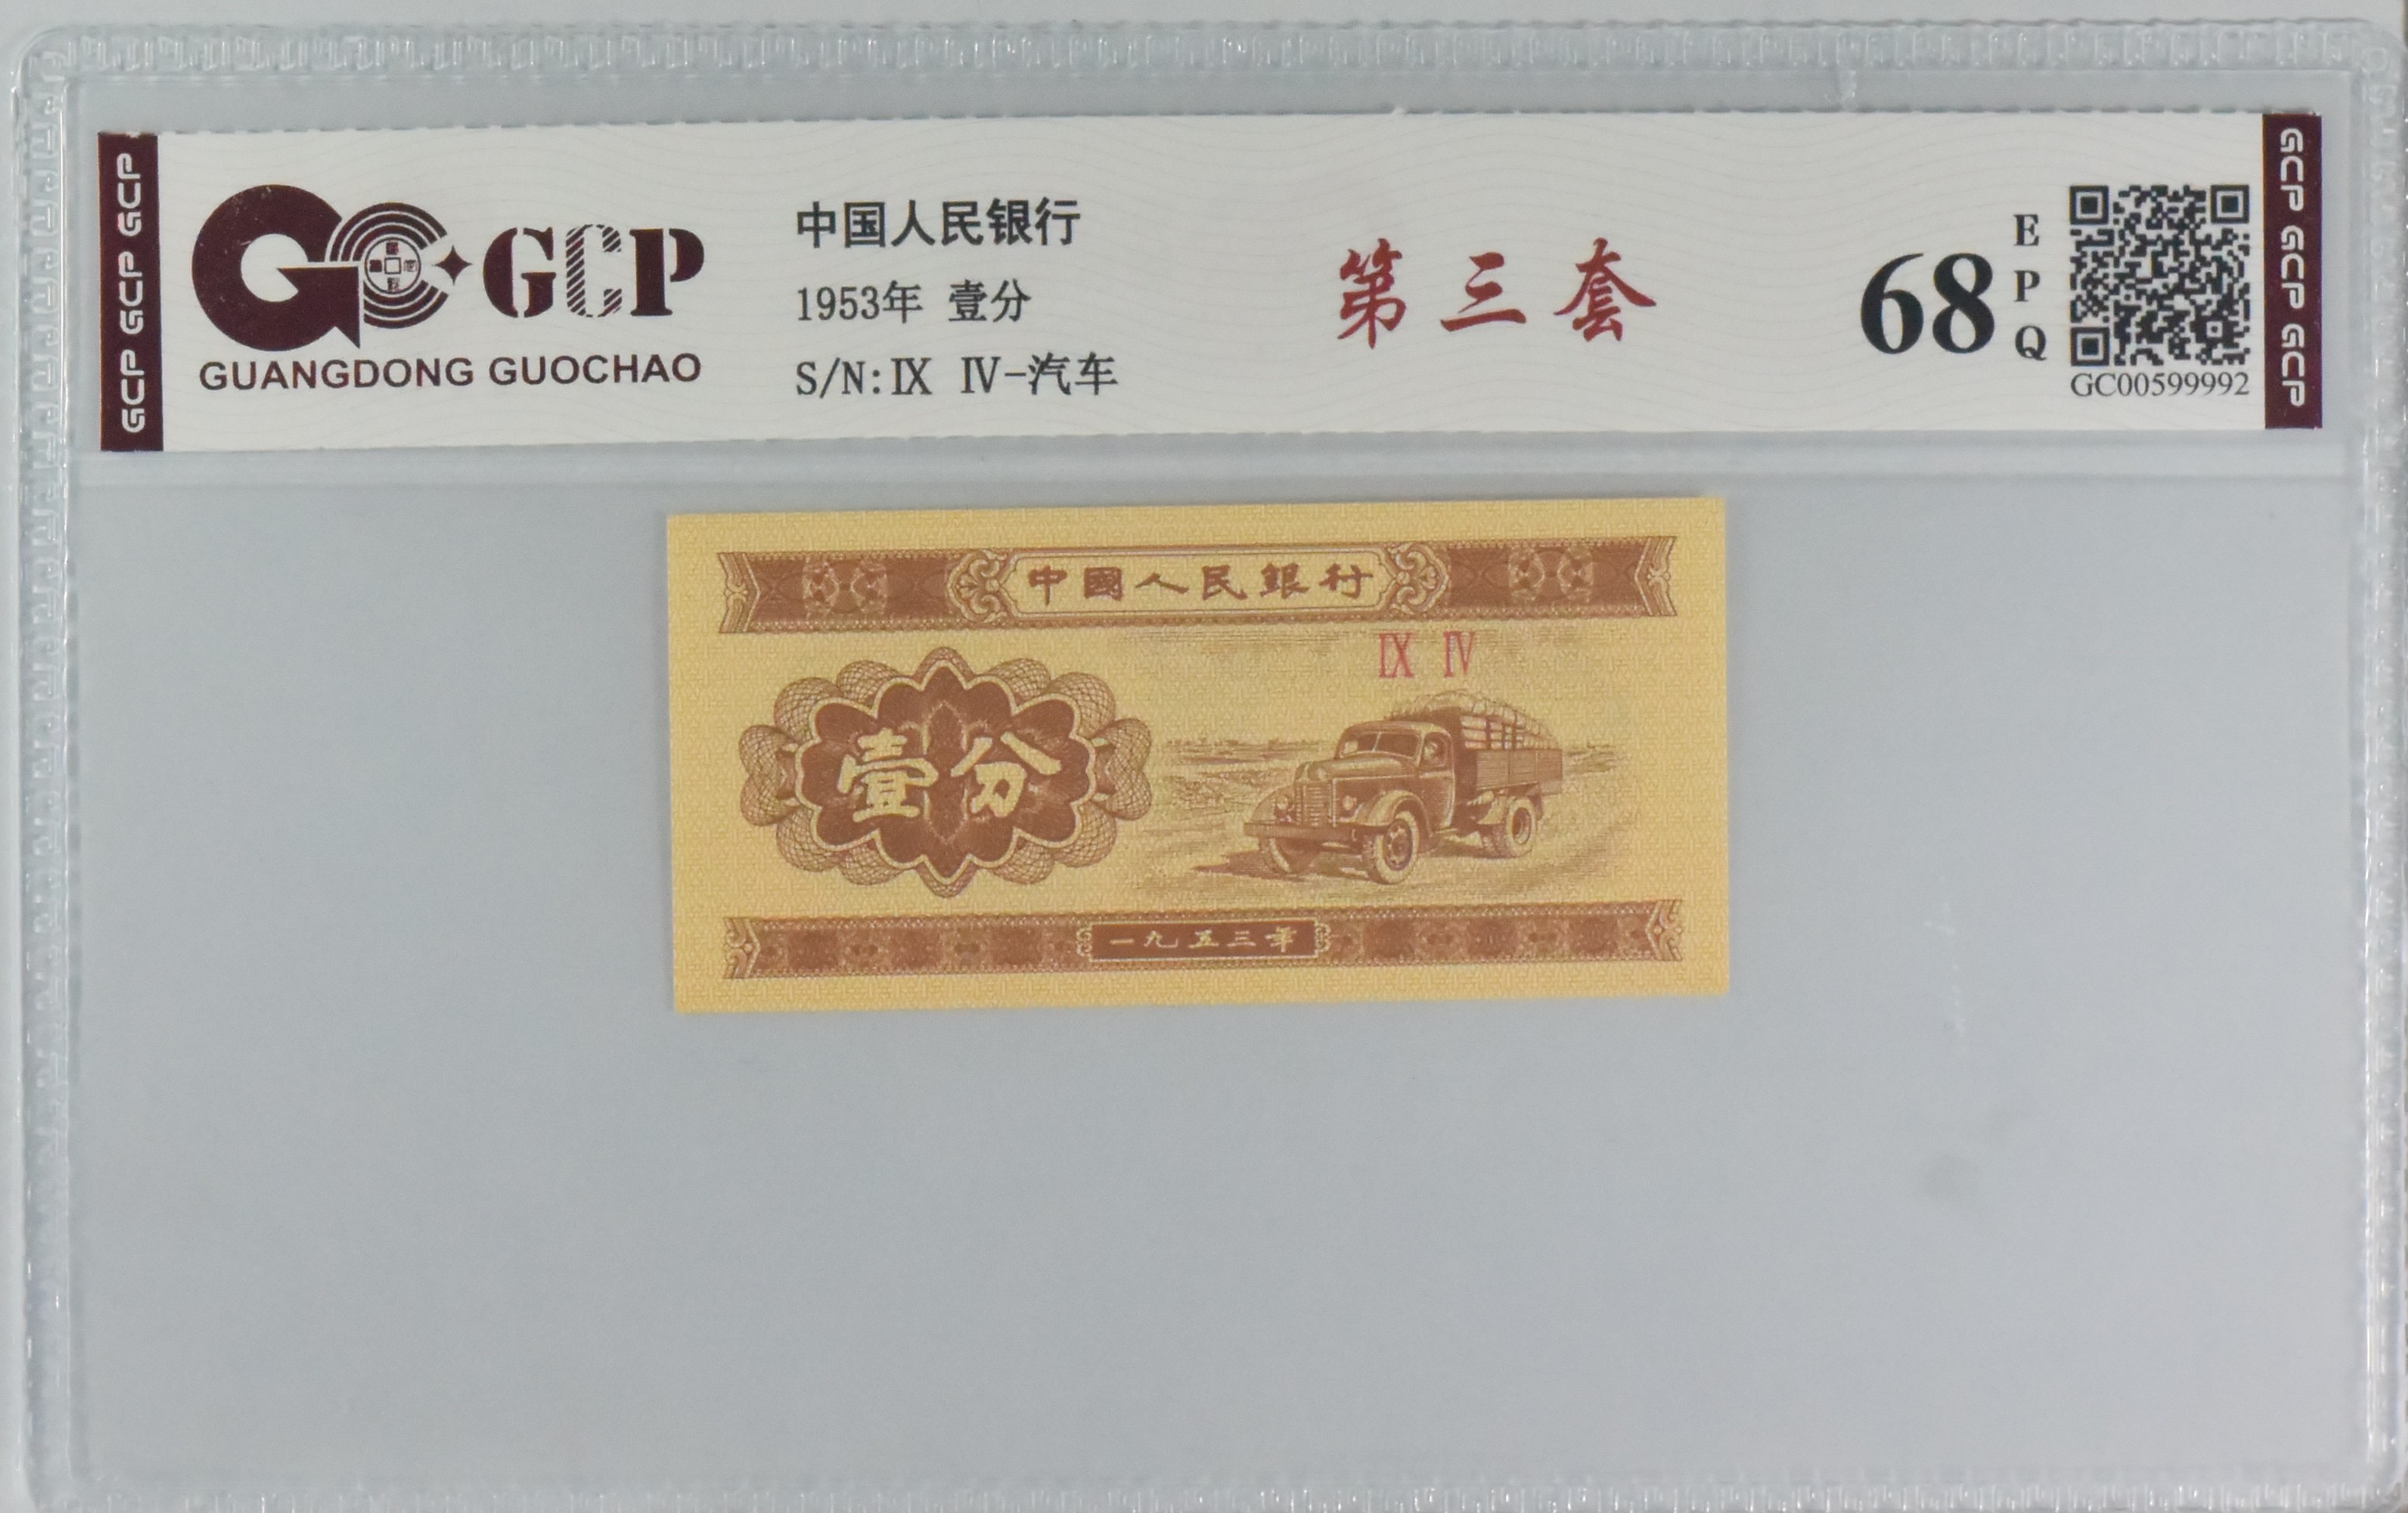 GCP GCP GCP
GCP
GUANGDONG GUOCHAO
中国人民银行
1953年 壹分
S/N:Ⅸ Ⅳ-汽车
第三套
68
E
P
Q
GC00599992
GCP GCP GCP
中國人民銀行
Ⅸ Ⅳ
壹分
一九五三年